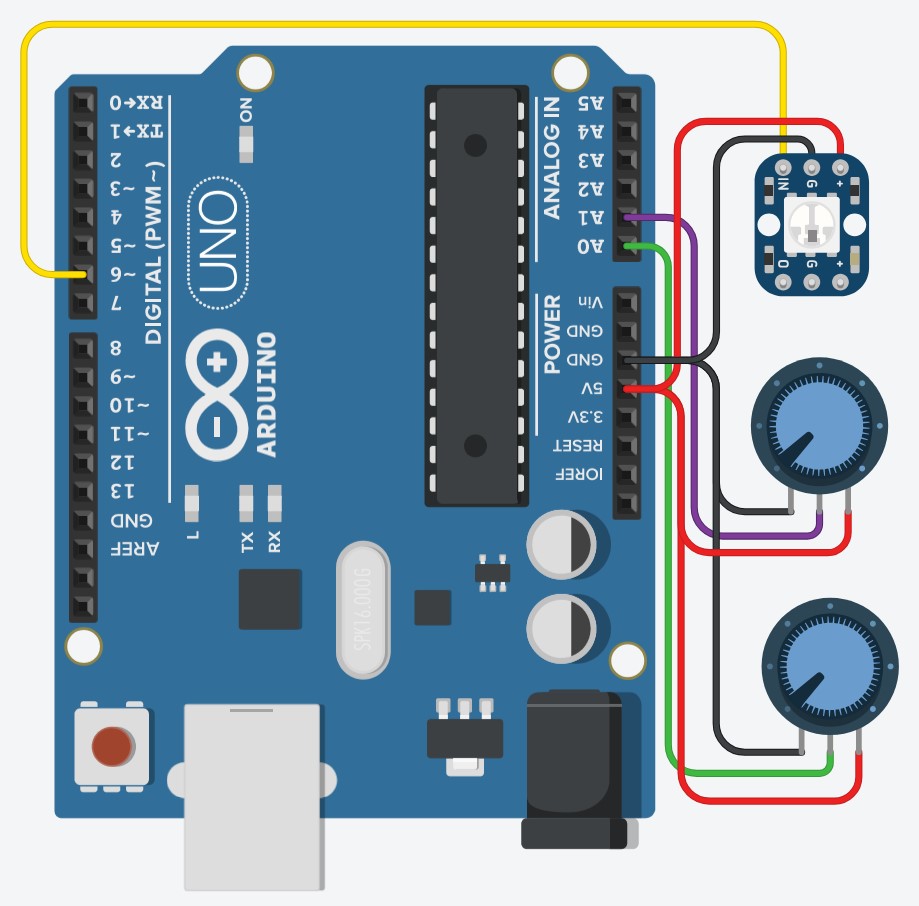 RX←0
TX→1
2
~3
4
~5
~6
7
8
~9
~10
~11
12
13
GND
AREF
DIGITAL (PWM ~)
ON
UNO
ARDUINO
L
TX
RX
SPK16.000G
ANALOG IN
A5
A4
A3
A2
A1
A0
POWER
Vin
GND
GND
5V
3.3V
RESET
IOREF
IN
G
+
O
G
+